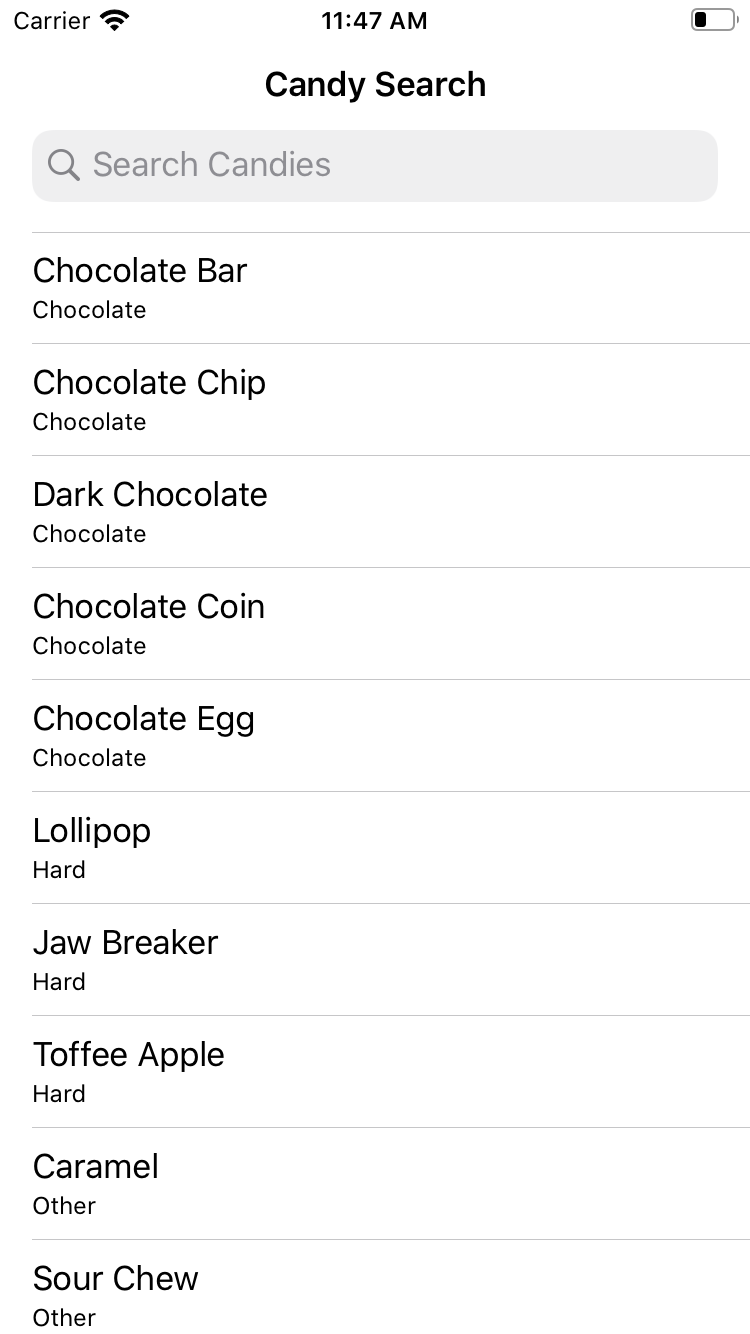 Carrier 11:47 AM
Candy Search
Search Candies
Chocolate Bar
Chocolate
Chocolate Chip
Chocolate
Dark Chocolate
Chocolate
Chocolate Coin
Chocolate
Chocolate Egg
Chocolate
Lollipop
Hard
Jaw Breaker
Hard
Toffee Apple
Hard
Caramel
Other
Sour Chew
Other